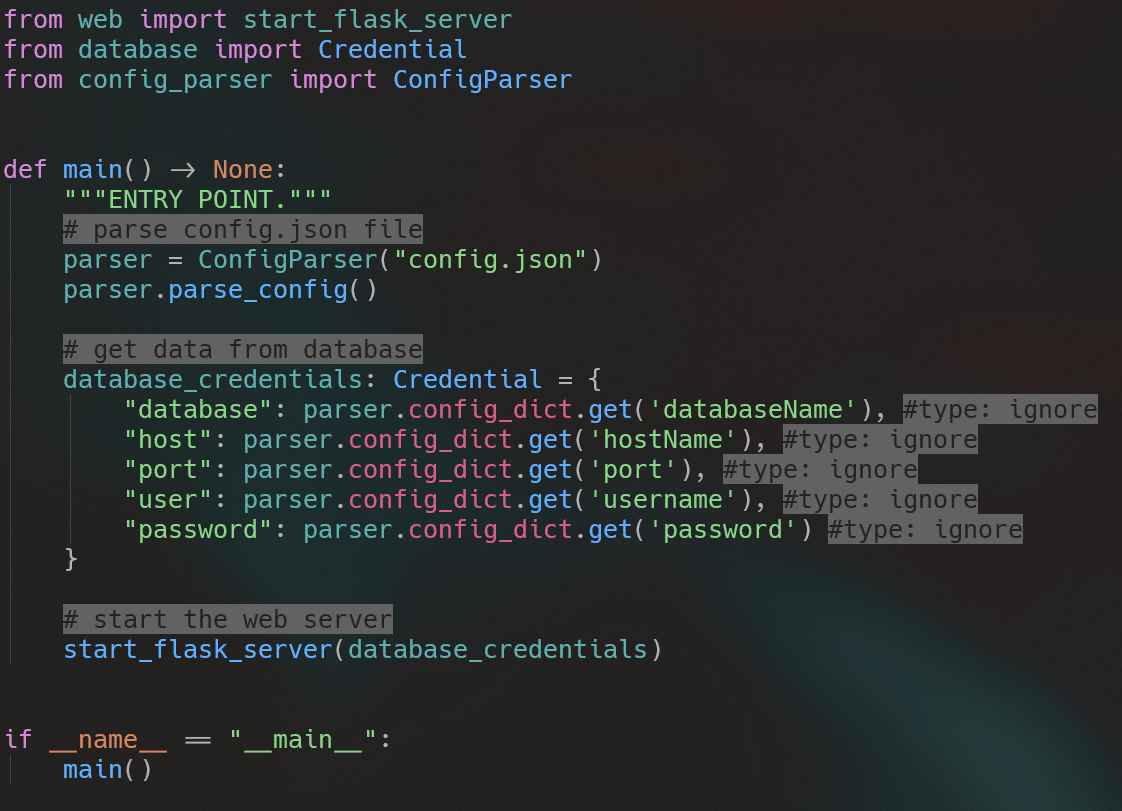 from web import start_flask_server
from database import Credential
from config_parser import ConfigParser
def main() -> None:
"""ENTRY POINT."""
# parse config.json file
parser = ConfigParser("config.json")
parser.parse_config()
# get data from database
database_credentials: Credential = {
"database": parser.config_dict.get('databaseName'), #type: ignore
"host": parser.config_dict.get('hostName'), #type: ignore
"port": parser.config_dict.get('port'), #type: ignore
"user": parser.config_dict.get('username'), #type: ignore
"password": parser.config_dict.get('password') #type: ignore
}
# start the web server
start_flask_server(database_credentials)
if __name__ == "__main__":
main()